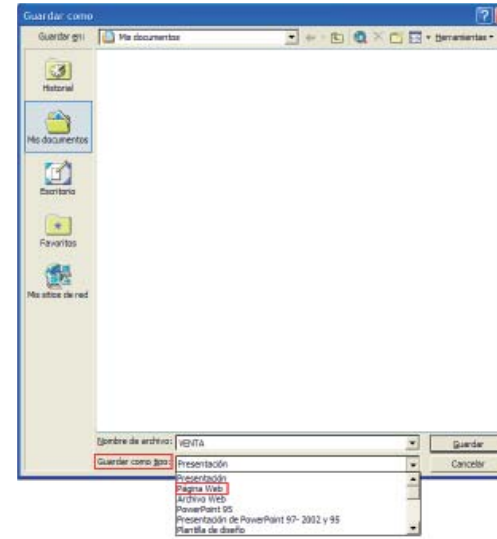 Guardar como
Guardar en:
Mis documentos
Herramientas
Historial
Mis documentos
Escritorio
Favoritos
Mis sitios de red
Nombre de archivo:
VENTA
Guardar
Guardar como tipo:
Presentación
Cancelar
Presentación
Página Web
Archivo Web
PowerPoint 95
Presentación de PowerPoint 97- 2002 y 95
Plantilla de diseño